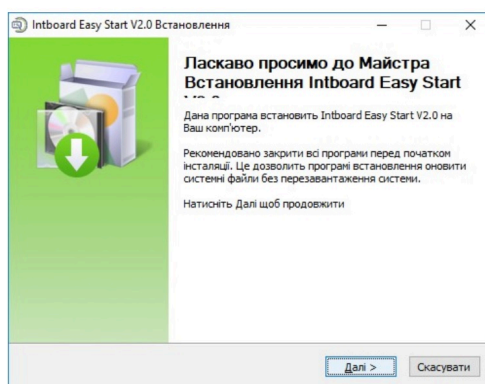 Intboard Easy Start V2.0 Встановлення
Ласкаво просимо до Майстра
Встановлення Intboard Easy Start
Дана програма встановить Intboard Easy Start V2.0 на
Ваш комп'ютер.
Рекомендовано закрити всі програми перед початком
інсталяції. Це дозволить програмі встановлення оновити
системні файли без перезавантаження системи.
Натисніть Далі щоб продовжити
Далі >
Скасувати